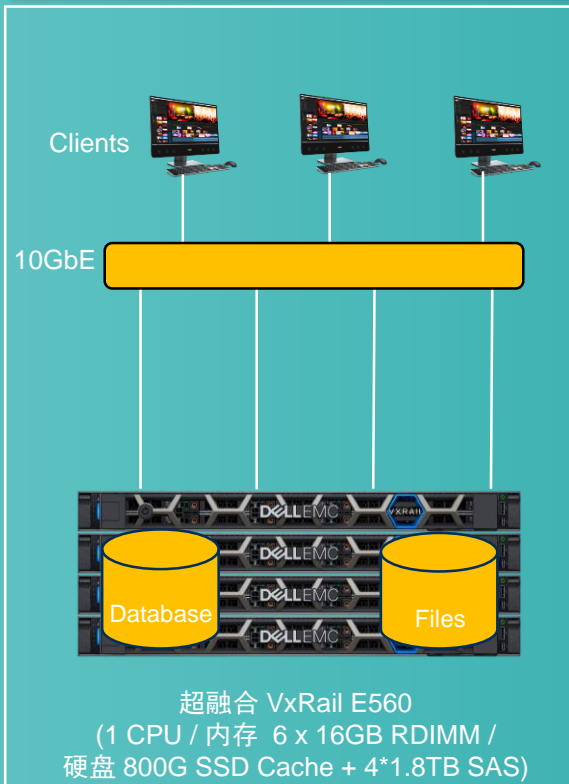 Clients
10GbE
DELLEMC
VXRAIL
DELLEMC
DELLEMC
DELLEMC
Database
Files
超融合 VxRail E560
(1 CPU / 内存 6 x 16GB RDIMM /
硬盘 800G SSD Cache + 4*1.8TB SAS)